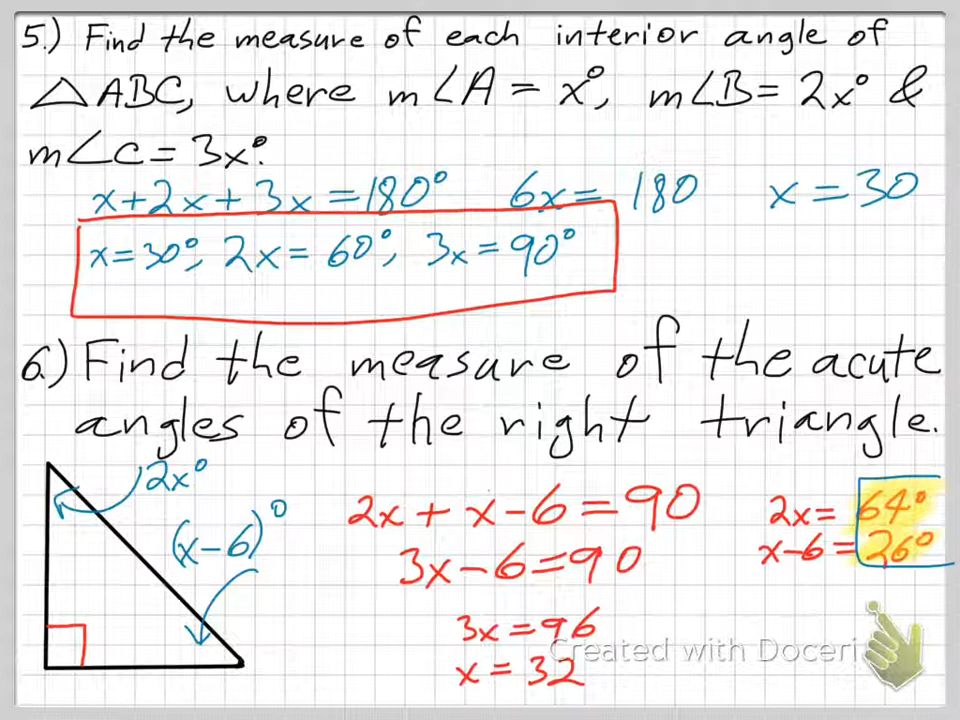 5.) Find the measure of each interior angle of
△ABC, where m∠A = x°, m∠B = 2x° &
m∠C = 3x°.
x + 2x + 3x = 180° 6x = 180 x = 30
x = 30°, 2x = 60°, 3x = 90°
6.) Find the measure of the acute
angles of the right triangle.
2x°
(x-6)°
2x + x - 6 = 90
3x - 6 = 90
3x = 96
x = 32
2x = 64°
x-6 = 26°
Created with Doceri